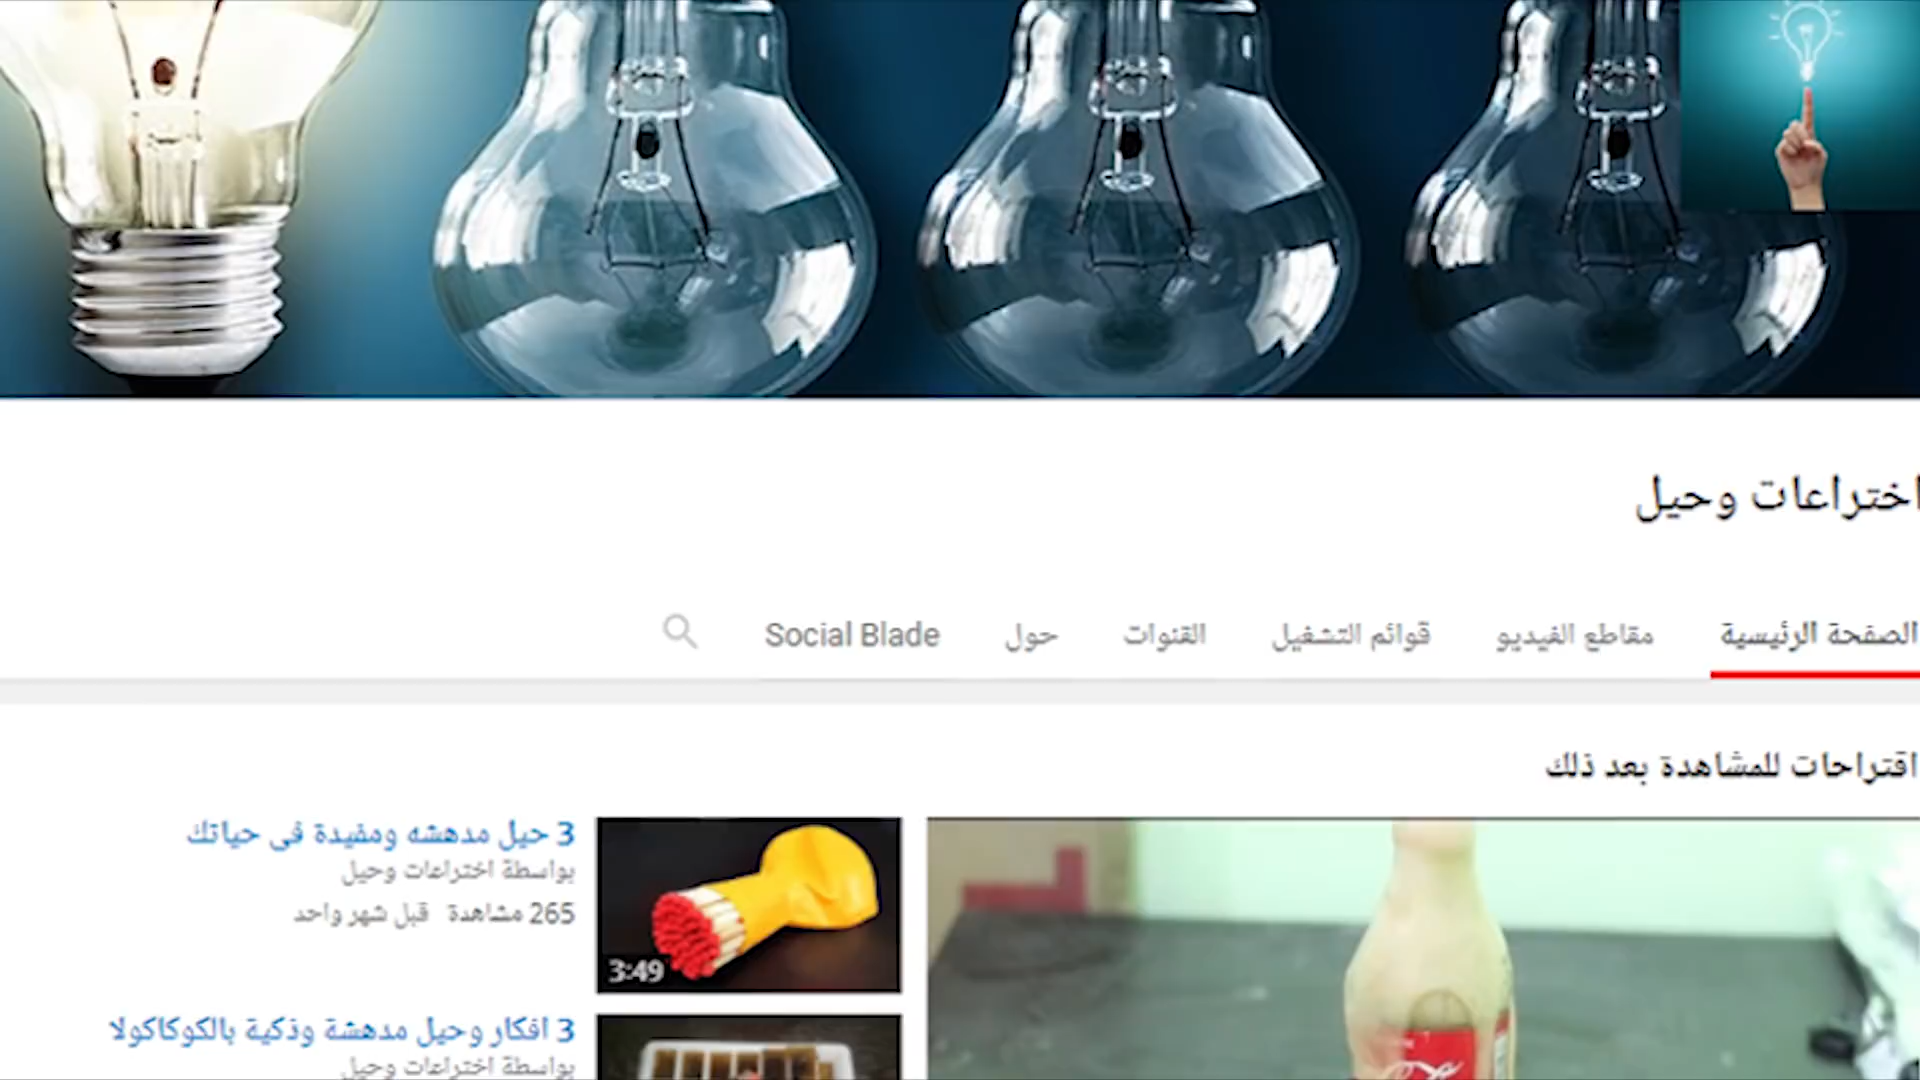 اختراعات وحيل
الصفحة الرئيسية مقاطع الفيديو قوائم التشغيل القنوات حول Social Blade
اقتراحات للمشاهدة بعد ذلك
3 حيل مدهشه ومفيدة فى حياتك
بواسطة اختراعات وحيل
265 مشاهدة قبل شهر واحد
3:49
3 افكار وحيل مدهشة وذكية بالكوكاكولا
بواسطة اختراعات وحيل